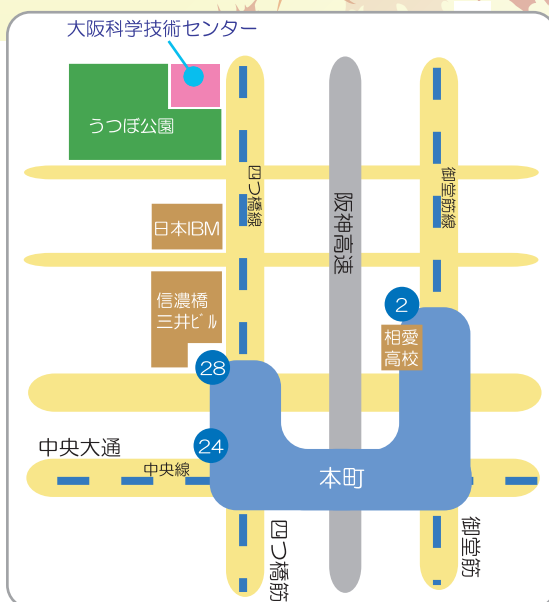 大阪科学技術センター
うつぼ公園
四つ橋線
御堂筋線
阪神高速
日本IBM
信濃橋
三井ビル
2
相愛
高校
28
24
中央大通
中央線
本町
四つ橋筋
御堂筋